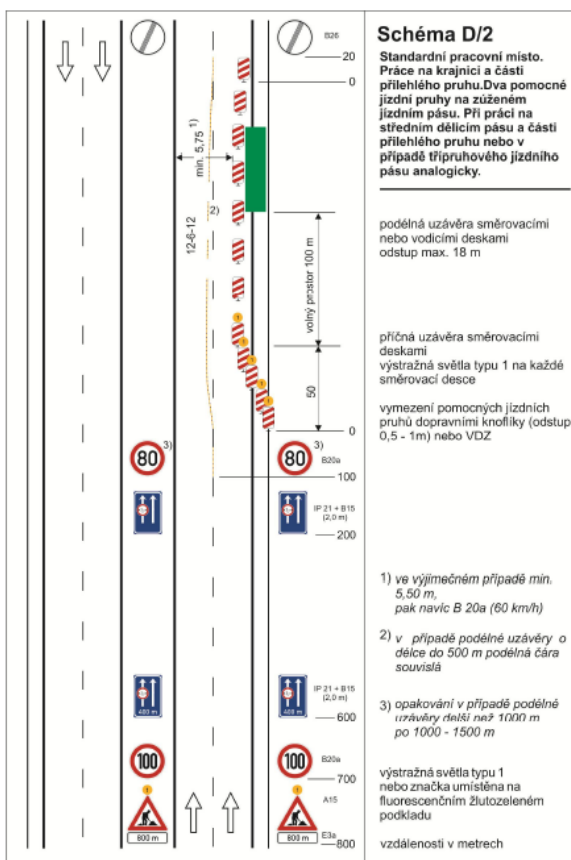 B26
20
0
min. 5,75 1)
2)
12-6-12
volný prostor 100 m
50
0
80 3)
80 3)
B20a
100
IP 21 + B15
(2,0 m)
200
IP 21 + B15
(2,0 m)
400 m
400 m
600
100
100
B20a
700
1
1
A15
800 m
800 m
E3a
800
Schéma D/2
Standardní pracovní místo.
Práce na krajnici a části
přilehlého pruhu.Dva pomocné
jízdní pruhy na zúženém
jízdním pásu. Při práci na
středním dělicím pásu a části
přilehlého pruhu nebo v
případě třípruhového jízdního
pásu analogicky.
podélná uzávěra směrovacími
nebo vodicími deskami
odstup max. 18 m
příčná uzávěra směrovacími
deskami
výstražná světla typu 1 na každé
směrovací desce
vymezení pomocných jízdních
pruhů dopravními knoflíky (odstup
0,5 - 1m) nebo VDZ
1) ve výjimečném případě min.
5,50 m,
pak navíc B 20a (60 km/h)
2) v případě podélné uzávěry o
délce do 500 m podélná čára
souvislá
3) opakování v případě podélné
uzávěry delší než 1000 m
po 1000 - 1500 m
výstražná světla typu 1
nebo značka umístěna na
fluorescenčním žlutozeleném
podkladu
vzdálenosti v metrech